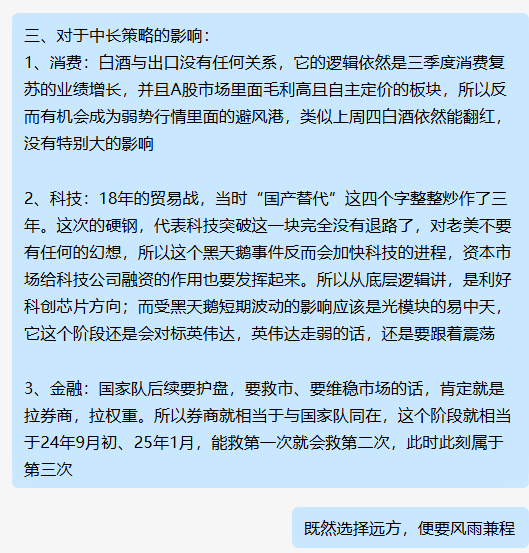 三、对于中长策略的影响：
1、消费：白酒与出口没有任何关系，它的逻辑依然是三季度消费复
苏的业绩增长，并且A股市场里面毛利高且自主定价的板块，所以反
而有机会成为弱势行情里面的避风港，类似上周四白酒依然能翻红，
没有特别大的影响
2、科技：18年的贸易战，当时“国产替代”这四个字整整炒作了三
年。这次的硬钢，代表科技突破这一块完全没有退路了，对老美不要
有任何的幻想，所以这个黑天鹅事件反而会加快科技的进程，资本市
场给科技公司融资的作用也要发挥起来。所以从底层逻辑讲，是利好
科创芯片方向；而受黑天鹅短期波动的影响应该是光模块的易中天，
它这个阶段还是会对标英伟达，英伟达走弱的话，还是要跟着震荡
3、金融：国家队后续要护盘，要救市、要维稳市场的话，肯定就是
拉券商，拉权重。所以券商就相当于与国家队同在，这个阶段就相当
于24年9月初、25年1月，能救第一次就会救第二次，此时此刻属于
第三次
既然选择远方，便要风雨兼程